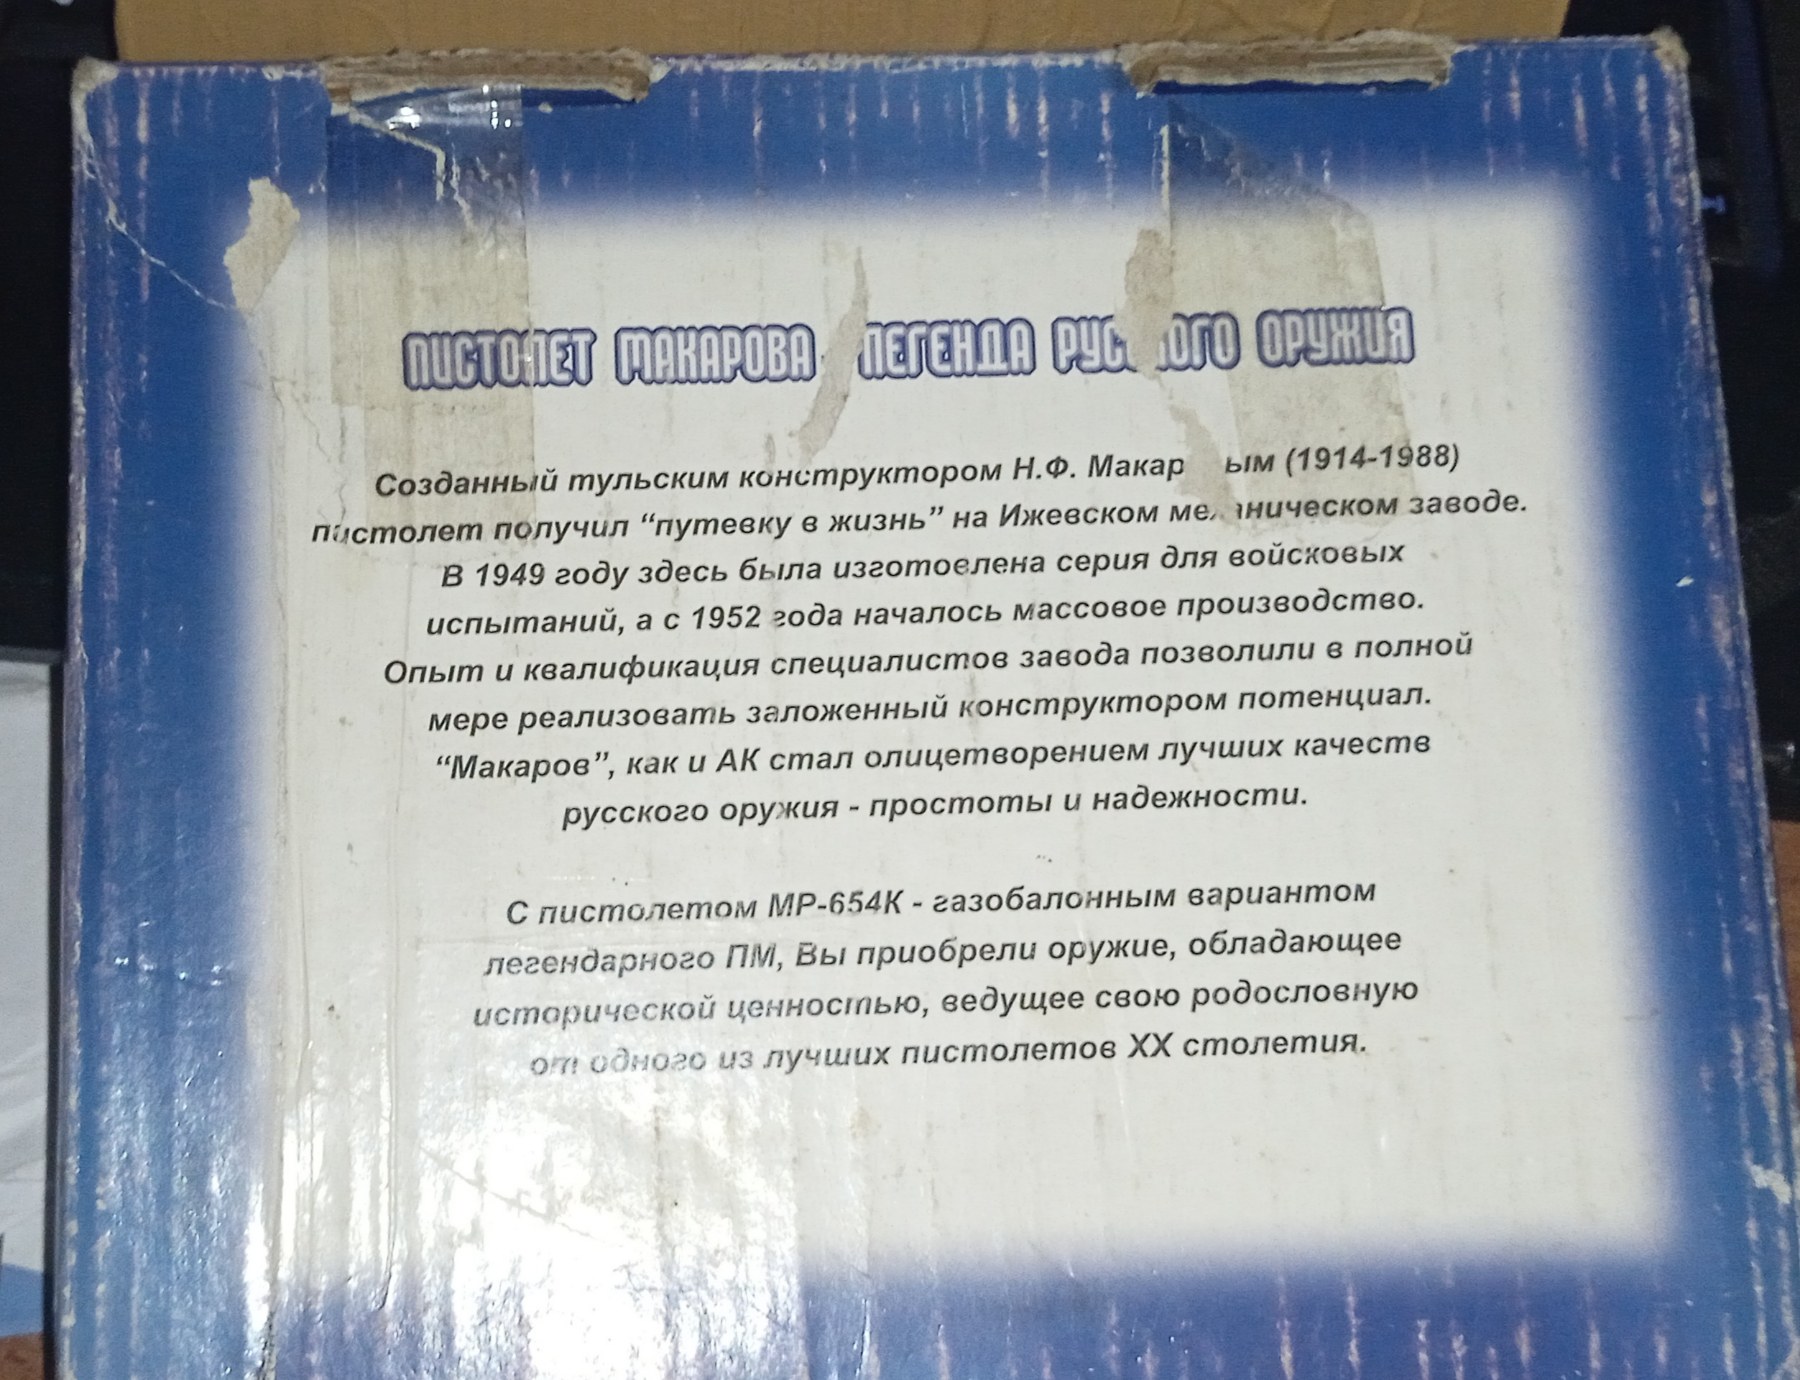 ПИСТОЛЕТ МАКАРОВА ЛЕГЕНДА ОРУЖИЯ
Созданный тульским конструктором Н.Ф. (1914-1988)
пистолет получил “путевку в жизнь” на Ижевском заводе.
В 1949 году здесь была изготовлена серия для войсковых
испытаний, а с 1952 года началось массовое производство.
Опыт и квалификация специалистов завода позволили в полной
мере реализовать заложенный конструктором потенциал.
“Макаров”, как и АК стал олицетворением лучших качеств
русского оружия - простоты и надежности.
С пистолетом МР-654К - газобалонным вариантом
легендарного ПМ, Вы приобрели оружие, обладающее
исторической ценностью, ведущее свою родословную
от одного из лучших пистолетов ХХ столетия.